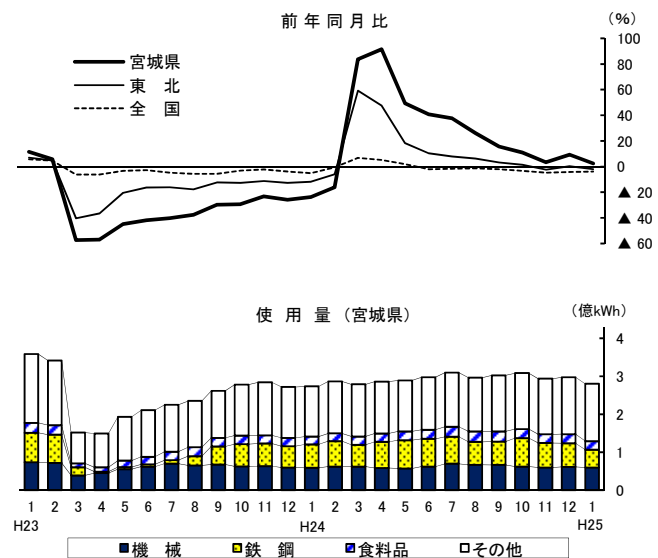 前年同月比
(%)
宮城県
東 北
全 国
100
80
60
40
20
0
▲ 20
▲ 40
▲ 60
使 用 量 (宮城県)
(億kWh)
4
3
2
1
0
1 2 3 4 5 6 7 8 9 10 11 12 1 2 3 4 5 6 7 8 9 10 11 12 1
H23 H24 H25
機 械 鉄 鋼 食料品 その他